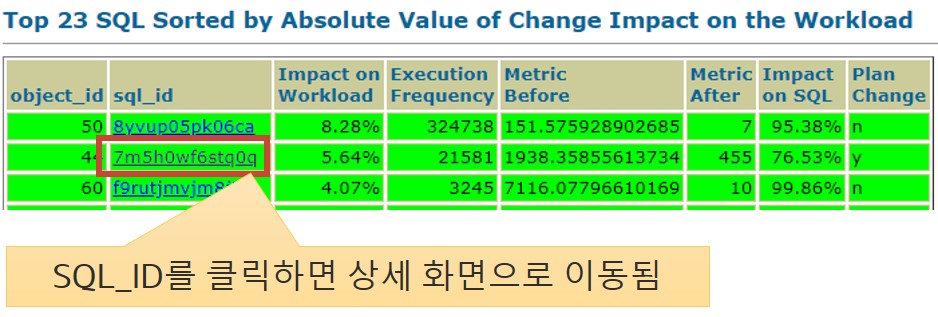 Top 23 SQL Sorted by Absolute Value of Change Impact on the Workload
object_id sql_id Impact on Workload Execution Frequency Metric Before Metric After Impact on SQL Plan Change
50 8yvup05pk06ca 8.28% 324738 151.575928902685 7 95.38% n
44 7m5h0wf6stq0q 5.64% 21581 1938.35855613734 455 76.53% y
60 4.07% 3245 7116.07796610169 10 99.86% n
SQL_ID를 클릭하면 상세 화면으로 이동됨